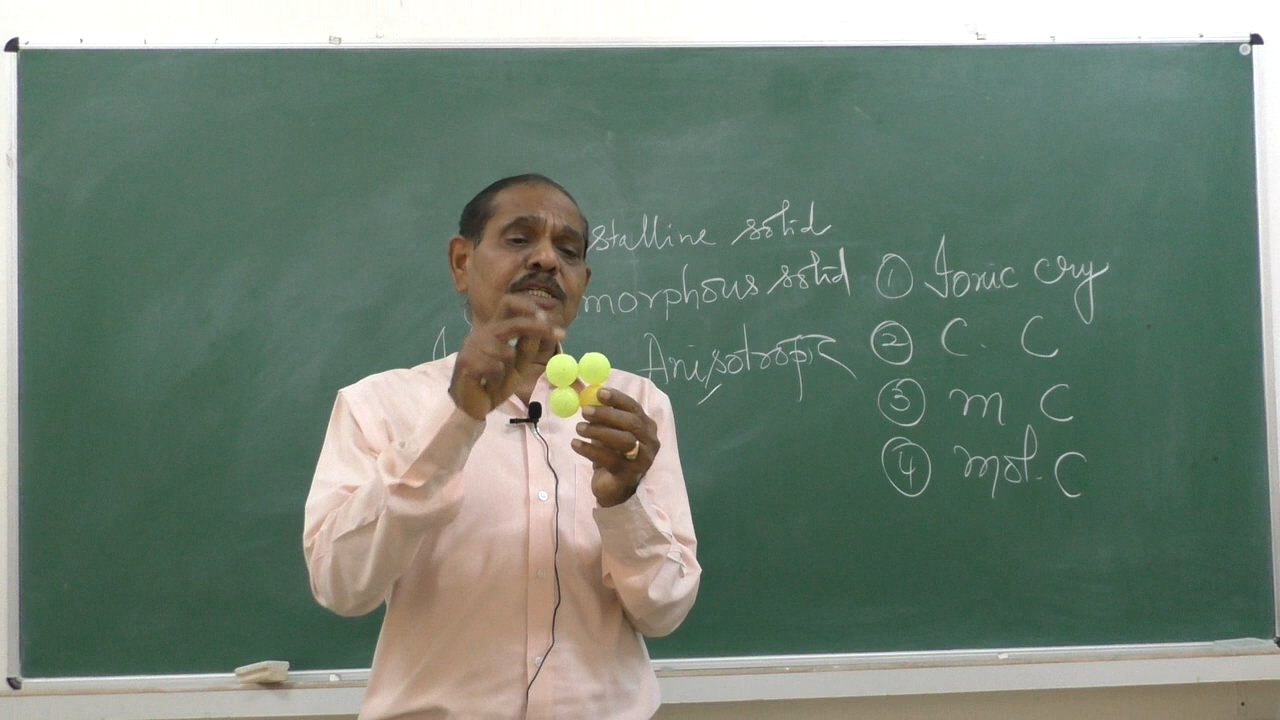 stalline solid
morphous solid
Anisotropic
① Ionic Cry
② C. C
③ m C
④ mol. C